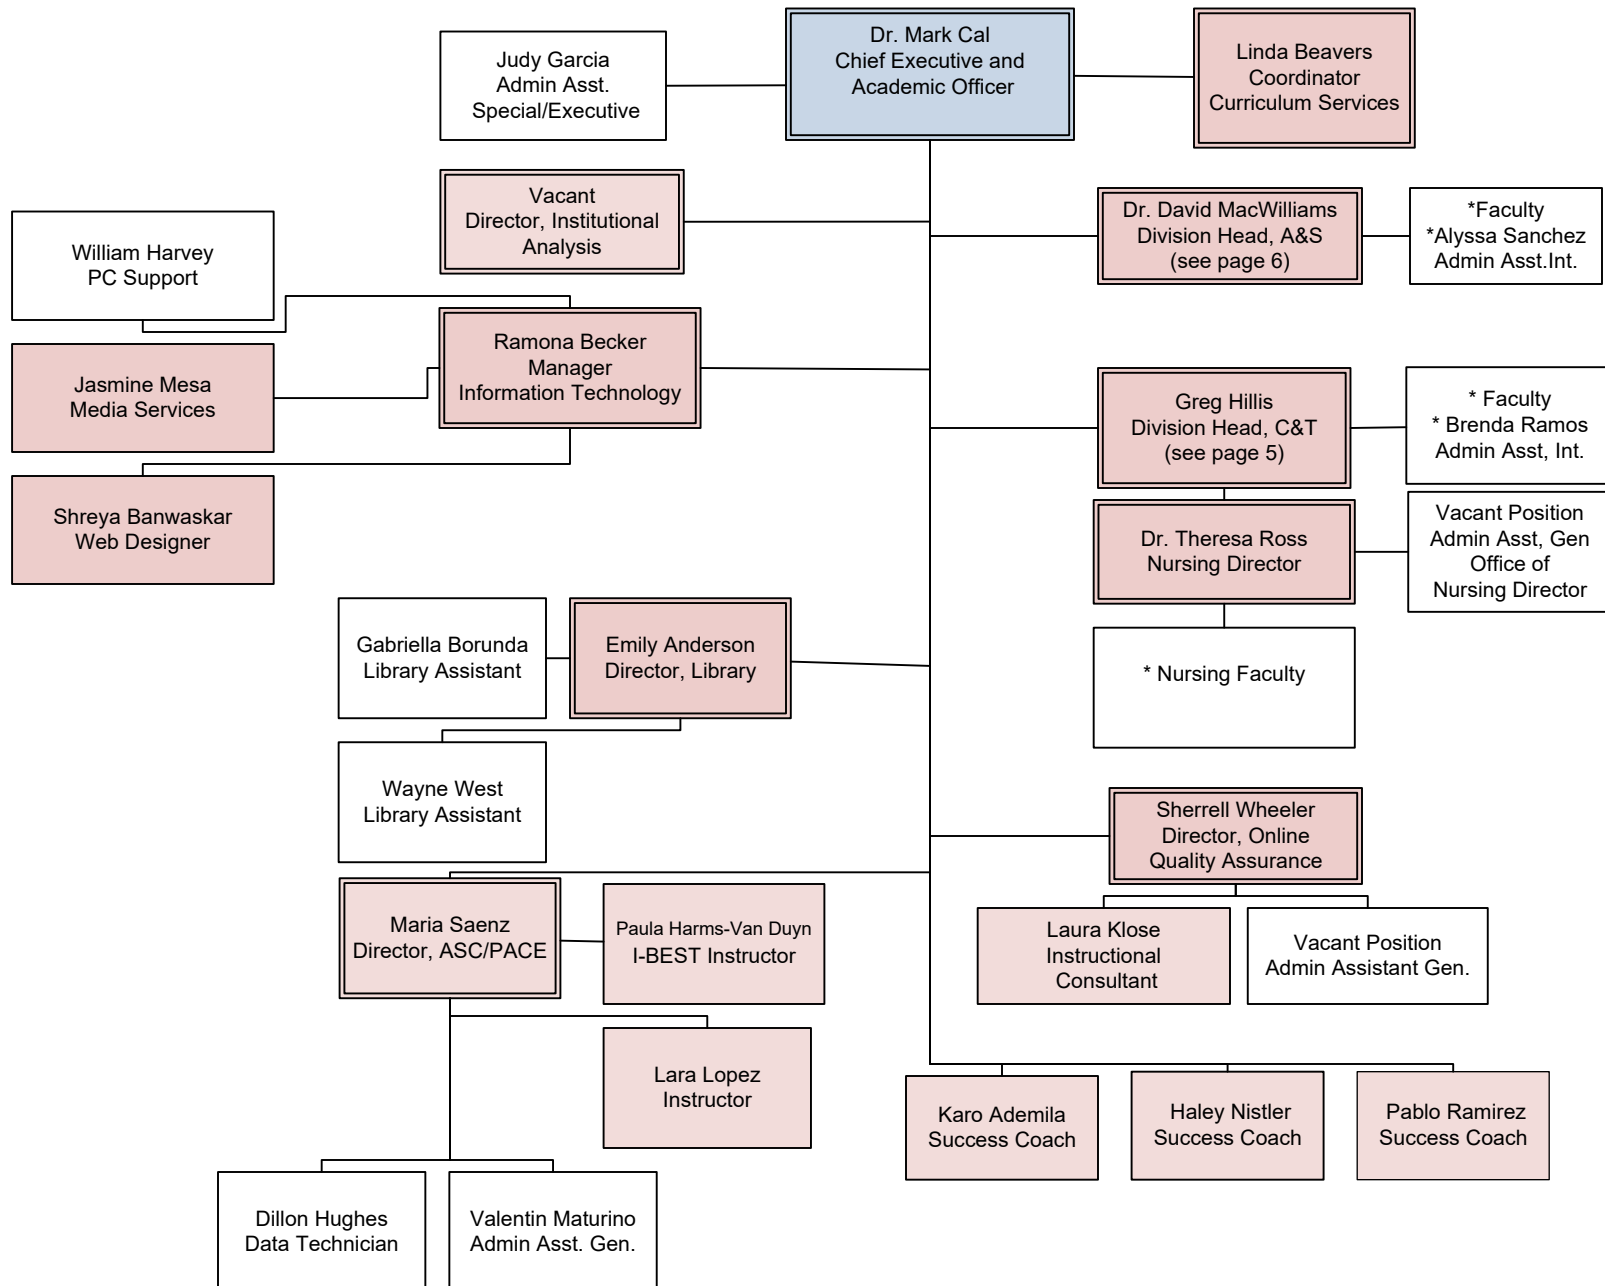 Dr. Mark Cal
Chief Executive and
Academic Officer
Judy Garcia
Admin Asst.
Special/Executive
Linda Beavers
Coordinator
Curriculum Services
Vacant
Director, Institutional
Analysis
Dr. David MacWilliams
Division Head, A&S
(see page 6)
*Faculty
*Alyssa Sanchez
Admin Asst.Int.
William Harvey
PC Support
Ramona Becker
Manager
Information Technology
Jasmine Mesa
Media Services
Shreya Banwaskar
Web Designer
Greg Hillis
Division Head, C&T
(see page 5)
* Faculty
* Brenda Ramos
Admin Asst, Int.
Dr. Theresa Ross
Nursing Director
Vacant Position
Admin Asst, Gen
Office of
Nursing Director
* Nursing Faculty
Gabriella Borunda
Library Assistant
Emily Anderson
Director, Library
Wayne West
Library Assistant
Sherrell Wheeler
Director, Online
Quality Assurance
Laura Klose
Instructional
Consultant
Vacant Position
Admin Assistant Gen.
Maria Saenz
Director, ASC/PACE
Paula Harms-Van Duyn
I-BEST Instructor
Lara Lopez
Instructor
Karo Ademila
Success Coach
Haley Nistler
Success Coach
Pablo Ramirez
Success Coach
Dillon Hughes
Data Technician
Valentin Maturino
Admin Asst. Gen.